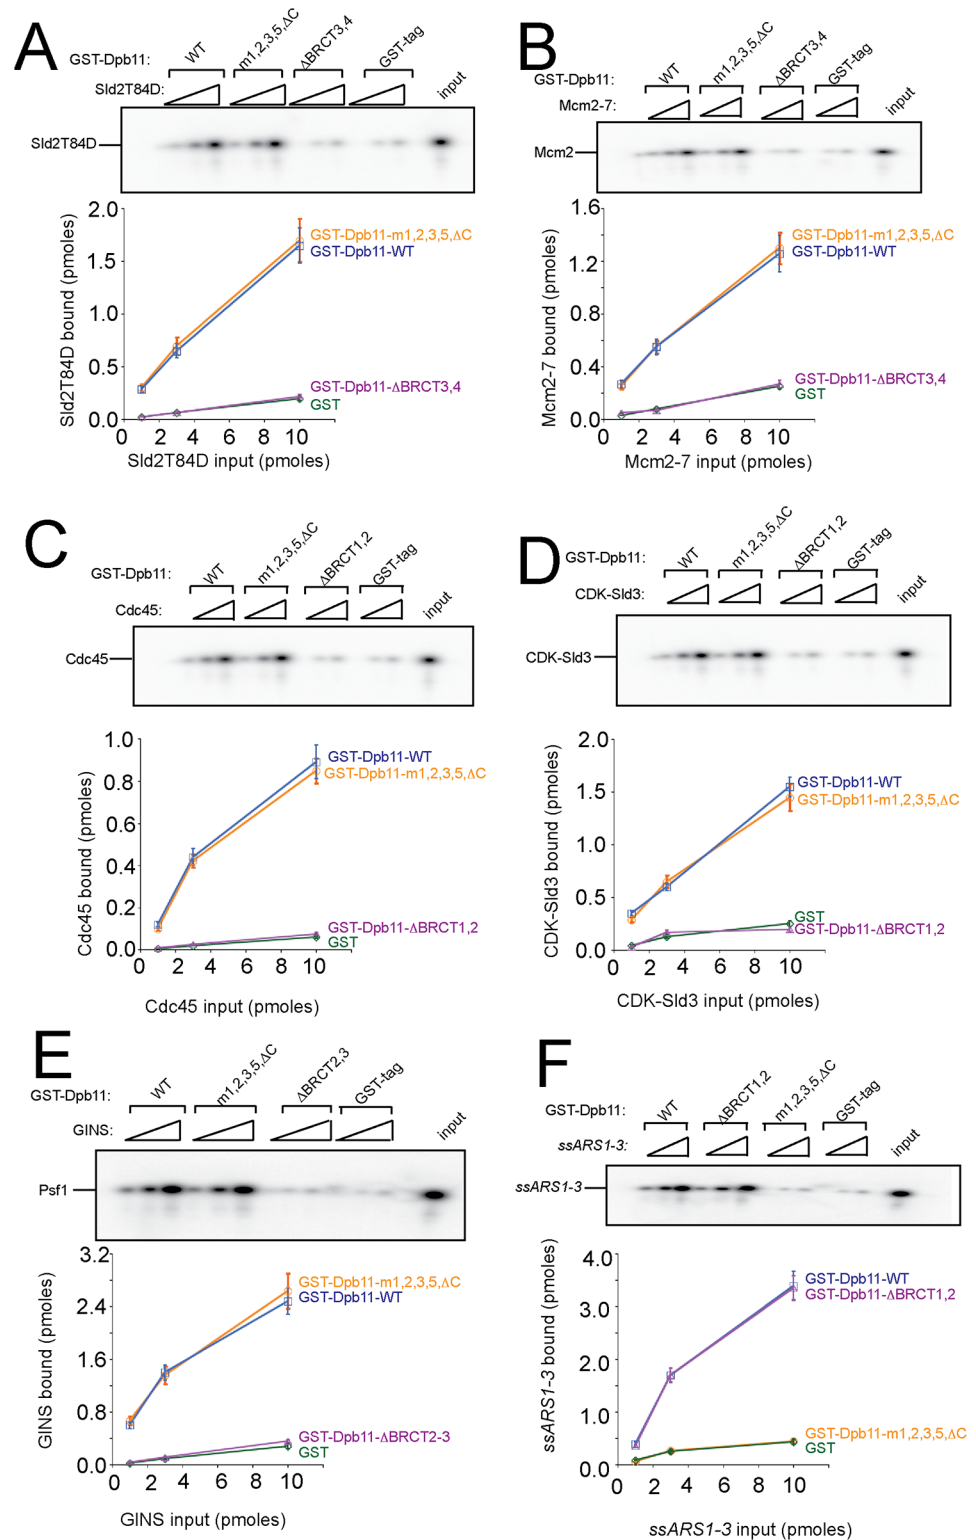 A
GST-Dpb11: WT m1,2,3,5,ΔC ΔBRCT3,4 GST-tag input
Sld2T84D:
Sld2T84D
2.0
1.5
1.0
0.5
0.0
Sld2T84D bound (pmoles)
GST-Dpb11-m1,2,3,5,ΔC
GST-Dpb11-WT
GST-Dpb11-ΔBRCT3,4
GST
0 2 4 6 8 10
Sld2T84D input (pmoles)
B
GST-Dpb11: WT m1,2,3,5,ΔC ΔBRCT3,4 GST-tag input
Mcm2-7:
Mcm2
1.6
1.2
0.8
0.4
0.0
Mcm2-7 bound (pmoles)
GST-Dpb11-m1,2,3,5,ΔC
GST-Dpb11-WT
GST-Dpb11-ΔBRCT3,4
GST
0 2 4 6 8 10
Mcm2-7 input (pmoles)
C
GST-Dpb11: WT m1,2,3,5,ΔC ΔBRCT1,2 GST-tag input
Cdc45:
Cdc45
1.0
0.8
0.6
0.4
0.2
0.0
Cdc45 bound (pmoles)
GST-Dpb11-WT
GST-Dpb11-m1,2,3,5,ΔC
GST-Dpb11-ΔBRCT1,2
GST
0 2 4 6 8 10
Cdc45 input (pmoles)
D
GST-Dpb11: WT m1,2,3,5,ΔC ΔBRCT1,2 GST-tag input
CDK-Sld3:
CDK-Sld3
2.0
1.5
1.0
0.5
0.0
CDK-Sld3 bound (pmoles)
GST-Dpb11-WT
GST-Dpb11-m1,2,3,5,ΔC
GST
GST-Dpb11-ΔBRCT1,2
0 2 4 6 8 10
CDK-Sld3 input (pmoles)
E
GST-Dpb11: WT m1,2,3,5,ΔC ΔBRCT2,3 GST-tag input
GINS:
Psf1
3.2
2.4
1.6
0.8
0.0
GINS bound (pmoles)
GST-Dpb11-m1,2,3,5,ΔC
GST-Dpb11-WT
GST-Dpb11-ΔBRCT2-3
GST
0 2 4 6 8 10
GINS input (pmoles)
F
GST-Dpb11: WT ΔBRCT1,2 m1,2,3,5,ΔC GST-tag input
ssARS1-3:
ssARS1-3
4.0
3.0
2.0
1.0
0.0
ssARS1-3 bound (pmoles)
GST-Dpb11-WT
GST-Dpb11-ΔBRCT1,2
GST-Dpb11-m1,2,3,5,ΔC
GST
0 2 4 6 8 10
ssARS1-3 input (pmoles)